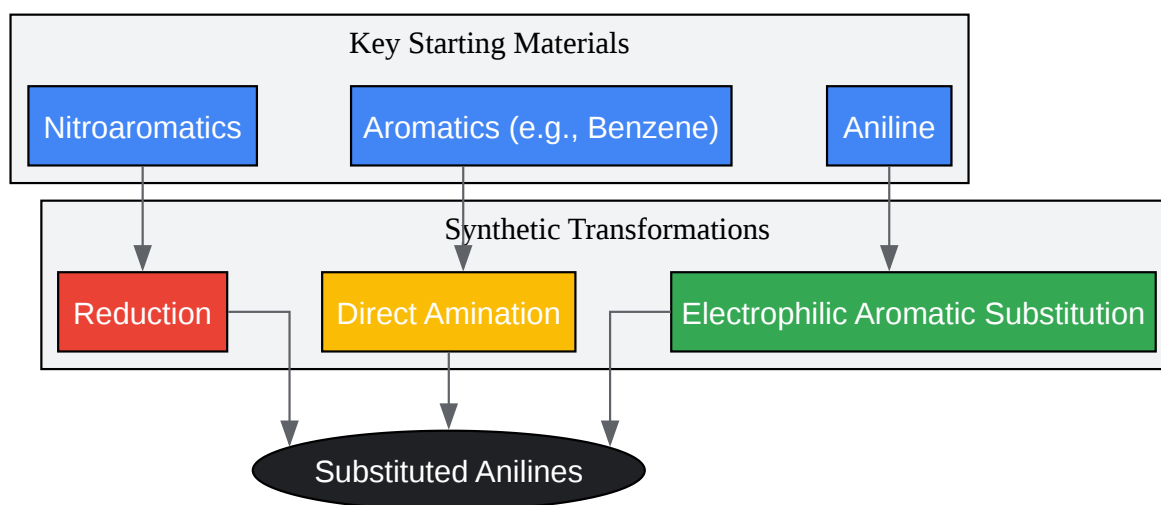 Key Starting Materials
Nitroaromatics
Aromatics (e.g., Benzene)
Aniline
Synthetic Transformations
Reduction
Direct Amination
Electrophilic Aromatic Substitution
Substituted Anilines